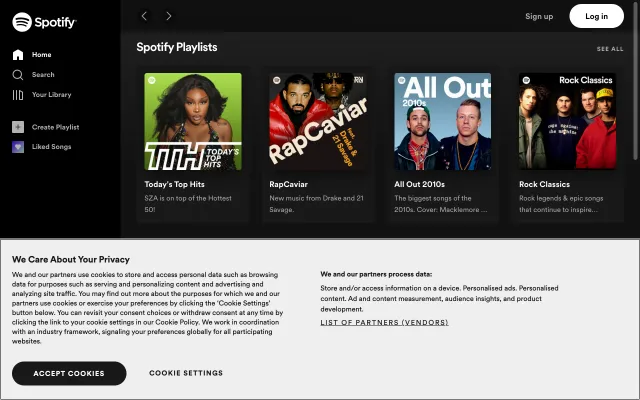 Spotify
Sign up
Log in
Home
Search
Your Library
Create Playlist
Liked Songs
Spotify Playlists
SEE ALL
TTH TODAY'S
TOP
HITS
Today's Top Hits
SZA is on top of the Hottest
50!
RapCaviar
feat.
Drake &
21 Savage
RapCaviar
New music from Drake and 21
Savage.
All Out
2010s
All Out 2010s
The biggest songs of the
2010s. Cover: Macklemore ...
Rock Classics
Rock Classics
Rock legends & epic songs
that continue to inspire...
We Care About Your Privacy
We and our partners use cookies to store and access personal data such as browsing
data for purposes such as serving and personalizing content and advertising and
analyzing site traffic. You may find out more about the purposes for which we and our
partners use cookies or exercise your preferences by clicking the 'Cookie Settings'
button below. You can revisit your consent choices or withdraw consent at any time by
clicking the link to your cookie settings in our Cookie Policy. We work in coordination
with an industry framework, signaling your preferences globally for all participating
websites.
ACCEPT COOKIES
COOKIE SETTINGS
We and our partners process data:
Store and/or access information on a device. Personalised ads. Personalised
content. Ad and content measurement, audience insights, and product
development.
LIST OF PARTNERS (VENDORS)